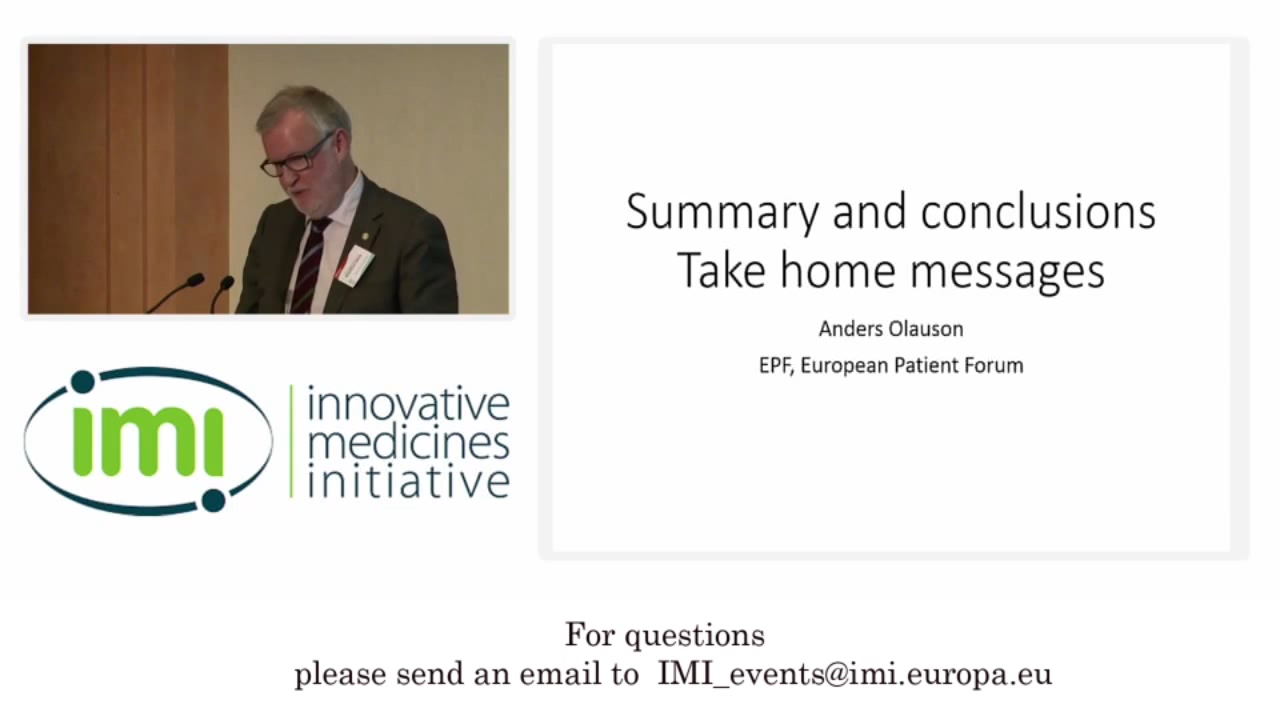 imi
innovative
medicines
initiative
Summary and conclusions
Take home messages
Anders Olauson
EPF, European Patient Forum
For questions
please send an email to IMI_events@imi.europa.eu